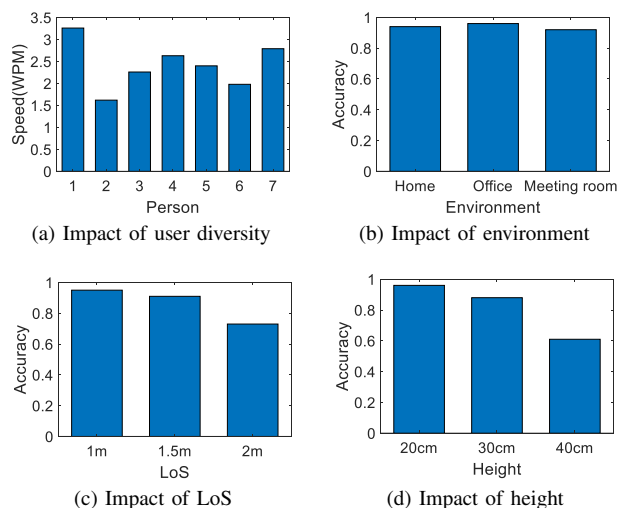 3.5
3
2.5
2
1.5
1
0.5
0
Speed(WPM)
1 2 3 4 5 6 7
Person
(a) Impact of user diversity
1
0.8
0.6
0.4
0.2
0
Accuracy
Home Office Meeting room
Environment
(b) Impact of environment
1
0.8
0.6
0.4
0.2
0
Accuracy
1m 1.5m 2m
LoS
(c) Impact of LoS
1
0.8
0.6
0.4
0.2
0
Accuracy
20cm 30cm 40cm
Height
(d) Impact of height